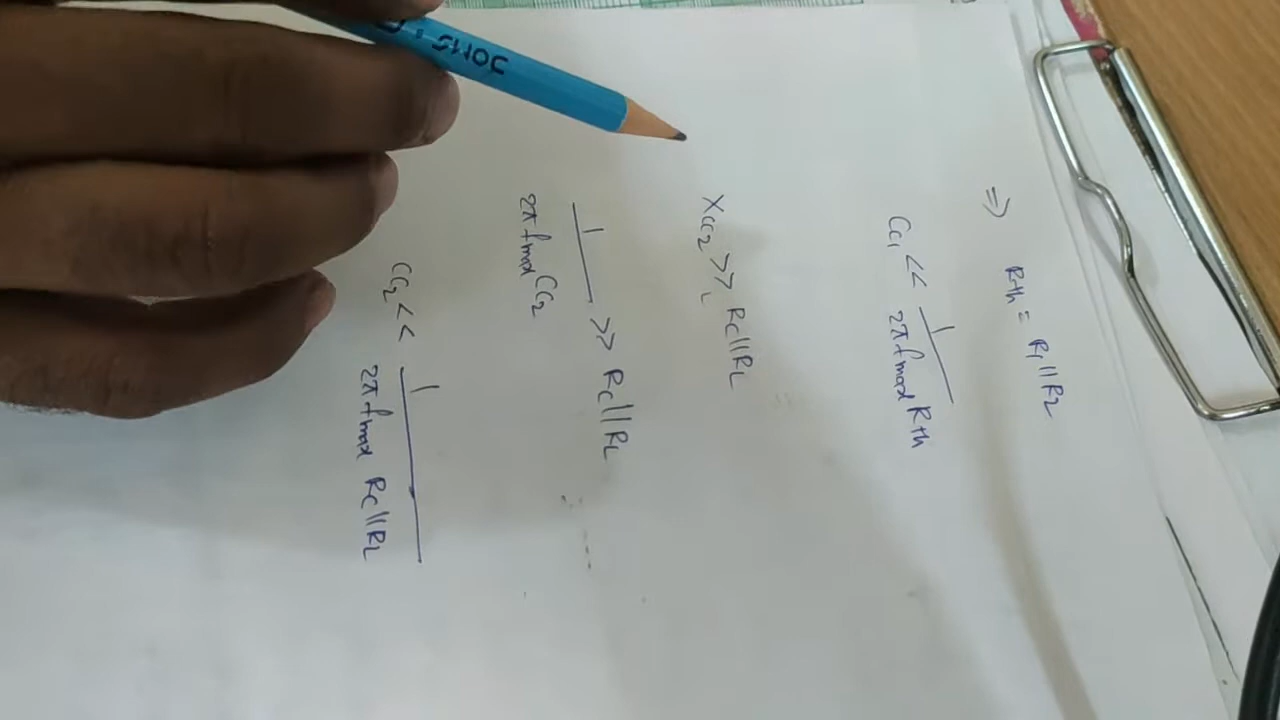 ⇒ Rth = R1 || R2
Cc1 << 1 / 2π fmax Rth
Xcc2 >> Rc || RL
1 / 2π fmax Cc2 >> Rc || RL
Cc2 << 1 / 2π fmax Rc || RL